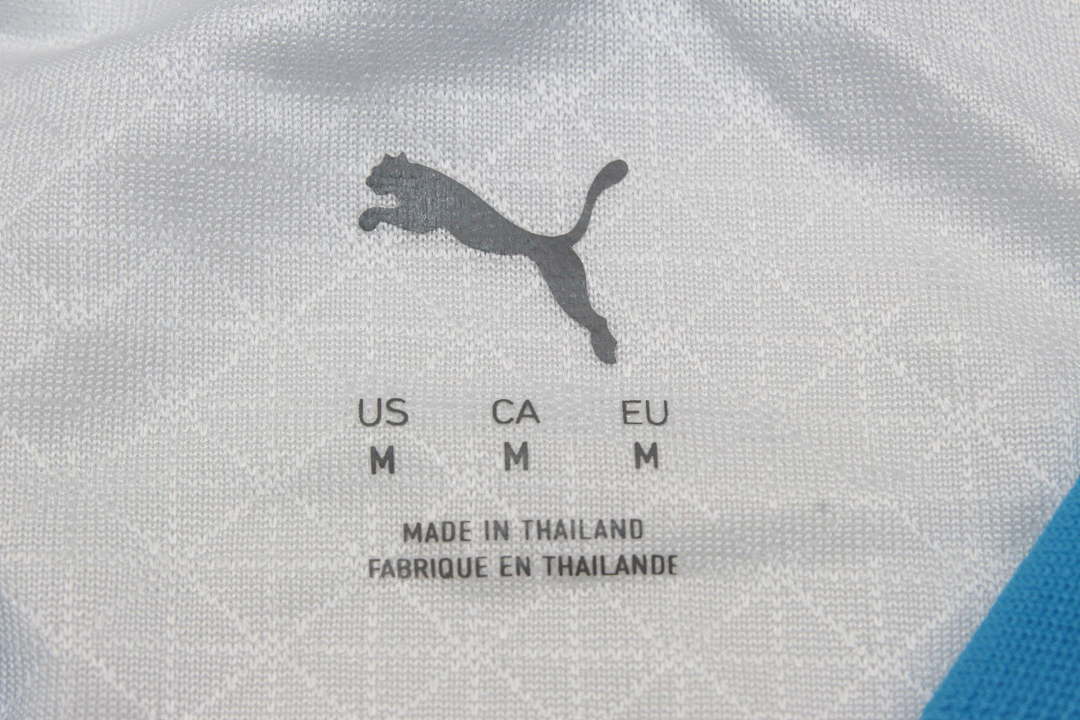 US CA EU
M M M
MADE IN THAILAND
FABRIQUE EN THAILANDE